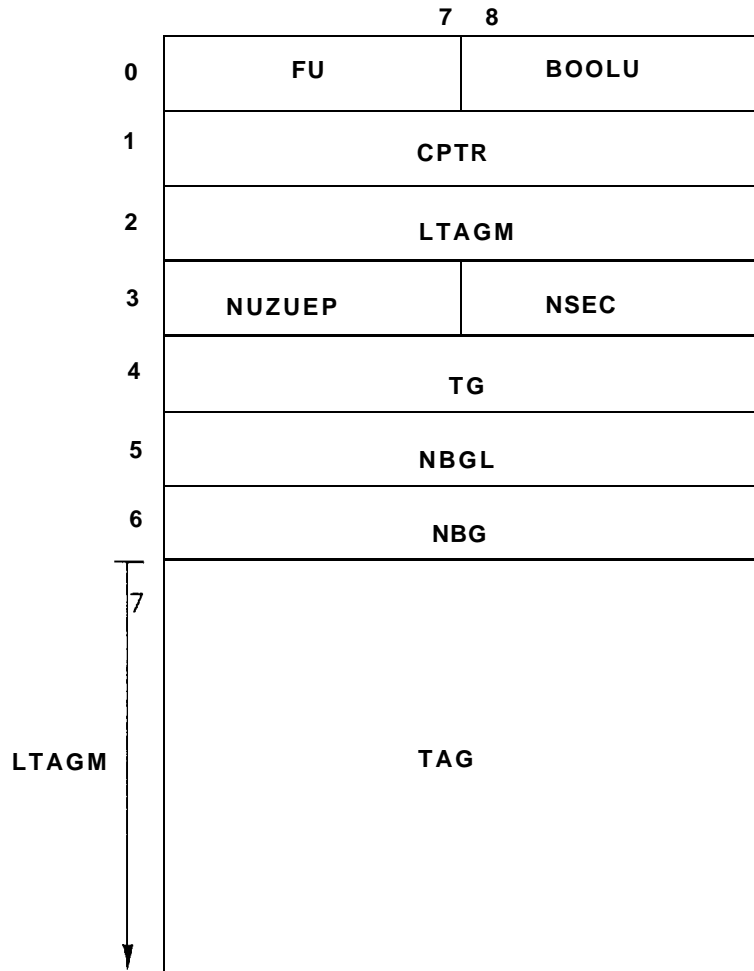 7 8
0 FU BOOLU
1 CPTR
2 LTAGM
3 NUZUEP NSEC
4 TG
5 NBGL
6 NBG
7
LTAGM TAG